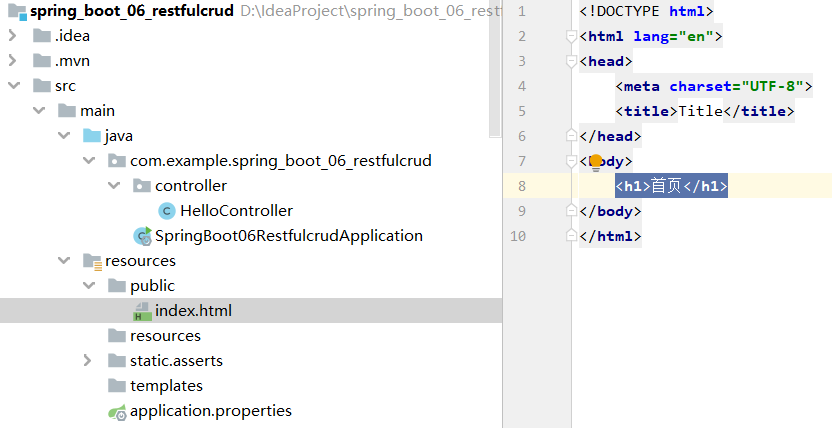 spring_boot_06_restfulcrud D:\IdeaProject\spring_boot_06_rest
.idea
.mvn
src
main
java
com.example.spring_boot_06_restfulcrud
controller
HelloController
SpringBoot06RestfulcrudApplication
resources
public
index.html
resources
static.asserts
templates
application.properties
1 <!DOCTYPE html>
2 <html lang="en">
3 <head>
4 <meta charset="UTF-8">
5 <title>Title</title>
6 </head>
7 <body>
8 <h1>首页</h1>
9 </body>
10 </html>